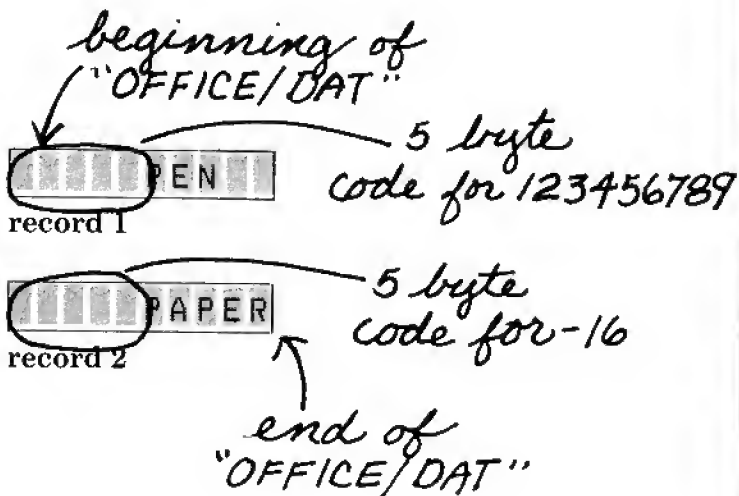 beginning of
"OFFICE/DAT"
5 byte
code for 123456789
PEN
record 1
5 byte
code for -16
PAPER
record 2
end of
"OFFICE/DAT"